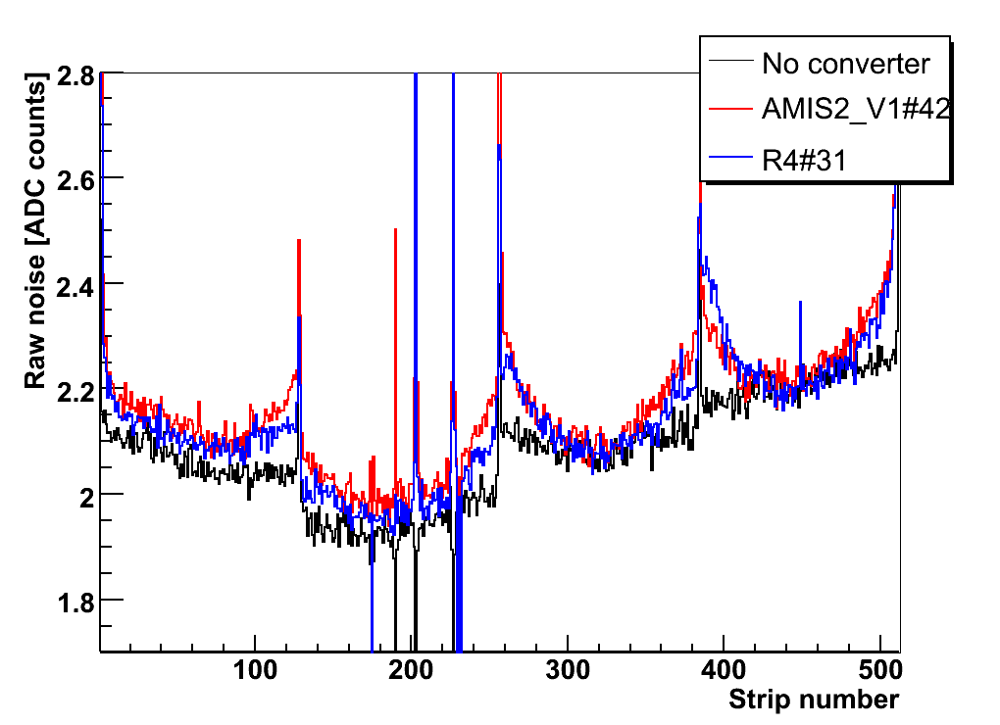 No converter
AMIS2_V1#42
R4#31
Raw noise [ADC counts]
2.8
2.6
2.4
2.2
2
1.8
100
200
300
400
500
Strip number